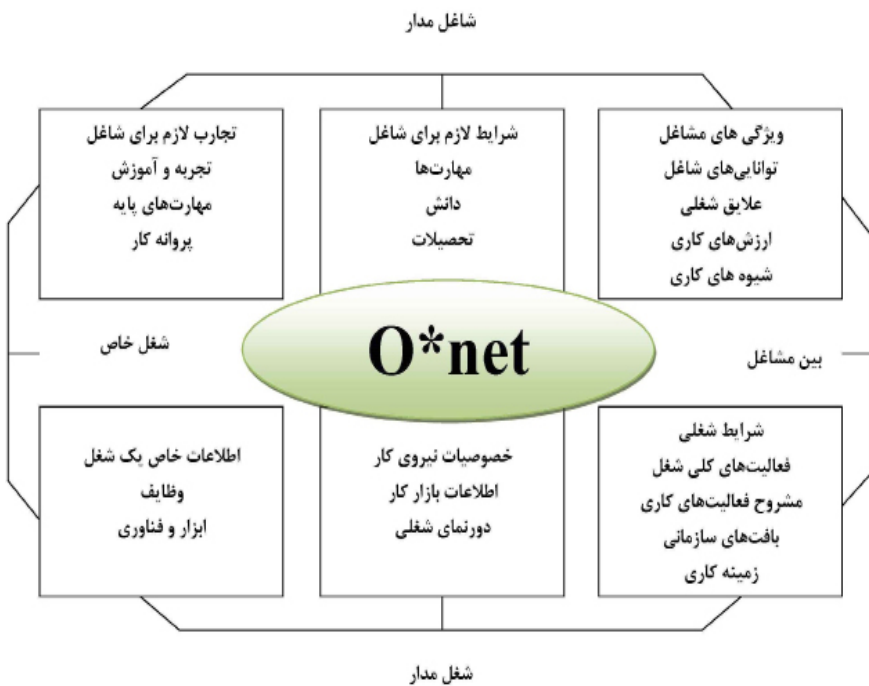 شاغل مدار
ویژگی های مشاغل
توانایی‌های شاغل
علایق شغلی
ارزش‌های کاری
شیوه های کاری
شرایط لازم برای شاغل
مهارت‌ها
دانش
تحصیلات
تجارب لازم برای شاغل
تجربه و آموزش
مهارت‌های پایه
پروانه کار
بین مشاغل
O*net
شغل خاص
شرایط شغلی
فعالیت‌های کلی شغل
مشروح فعالیت‌های کاری
بافت‌های سازمانی
زمینه کاری
خصوصیات نیروی کار
اطلاعات بازار کار
دورنمای شغلی
اطلاعات خاص یک شغل
وظایف
ابزار و فناوری
شغل مدار